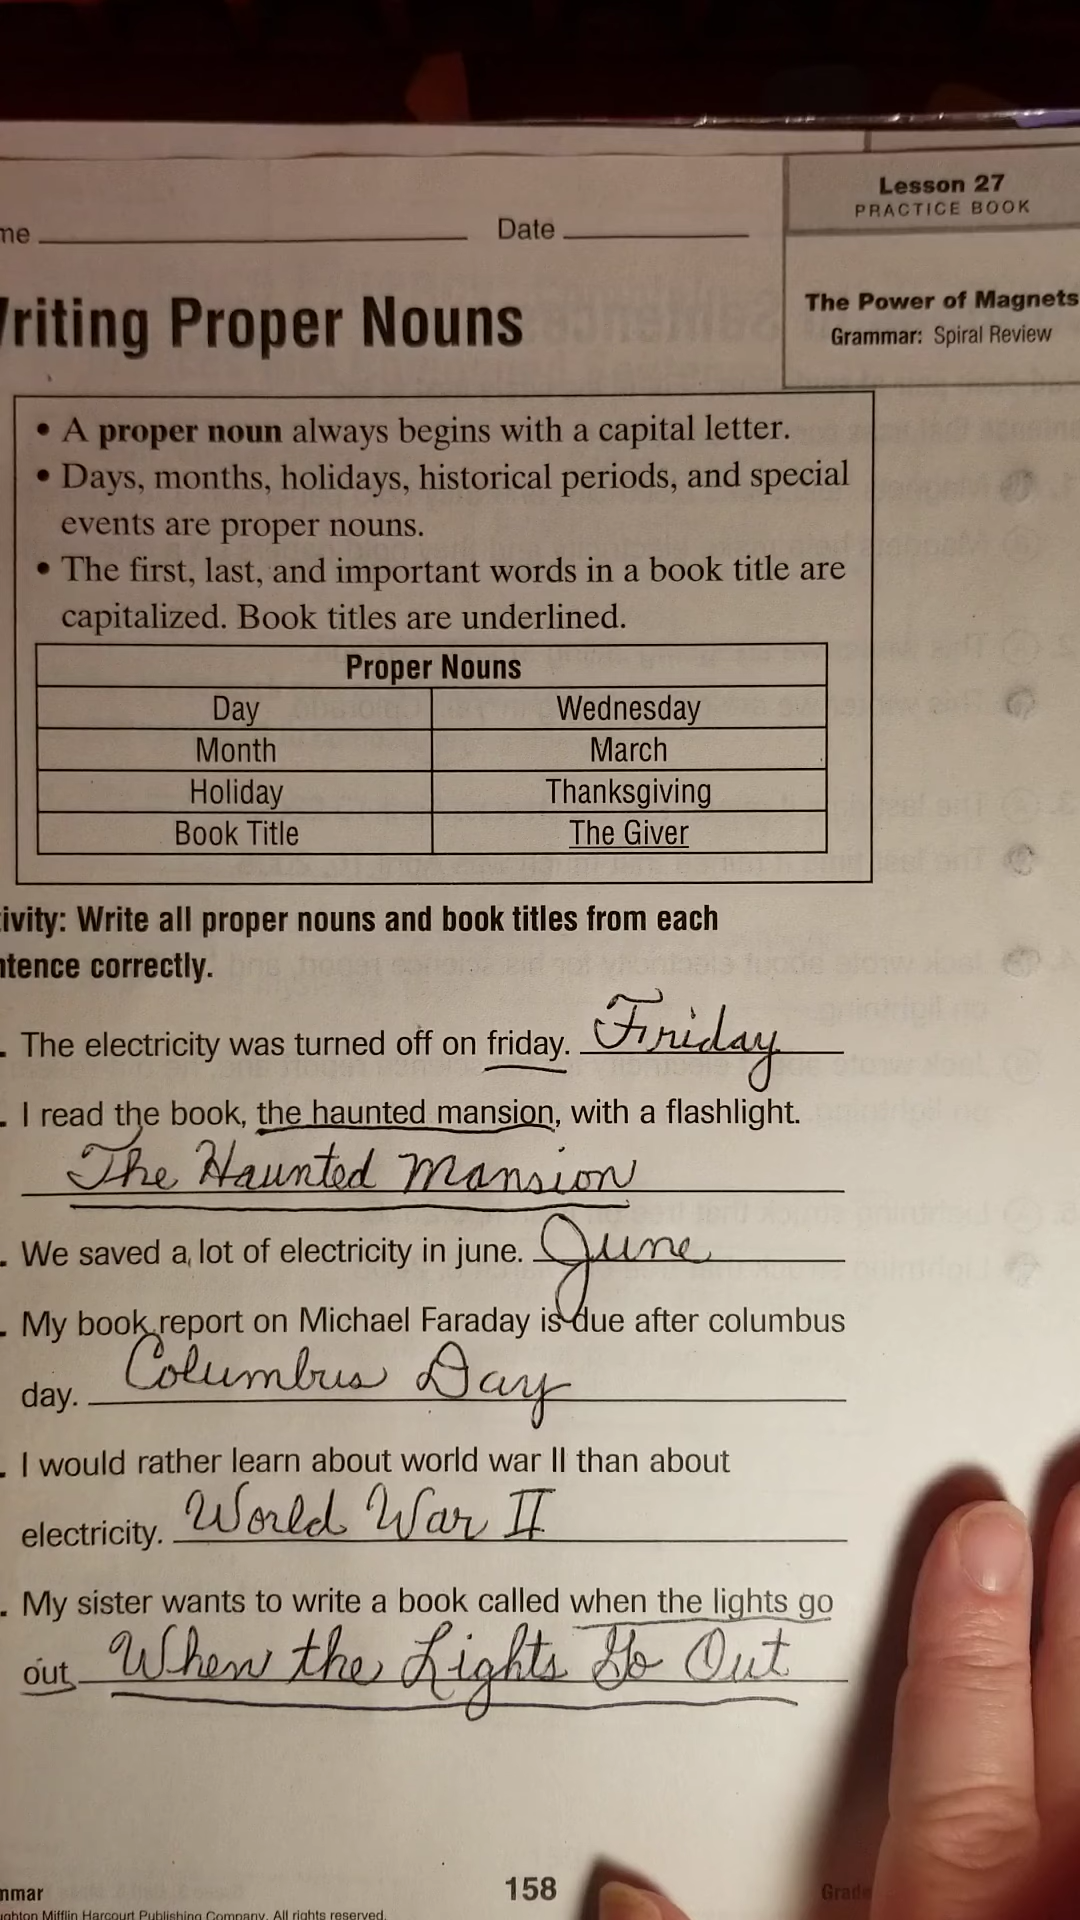 Lesson 27
PRACTICE BOOK
me Date
Writing Proper Nouns
The Power of Magnets
Grammar: Spiral Review
• A proper noun always begins with a capital letter.
• Days, months, holidays, historical periods, and special
events are proper nouns.
• The first, last, and important words in a book title are
capitalized. Book titles are underlined.
Proper Nouns
Day Wednesday
Month March
Holiday Thanksgiving
Book Title The Giver
tivity: Write all proper nouns and book titles from each
ntence correctly.
. The electricity was turned off on friday. Friday
. I read the book, the haunted mansion, with a flashlight.
The Haunted Mansion
. We saved a lot of electricity in june. June
. My book report on Michael Faraday is due after columbus
day. Columbus Day
. I would rather learn about world war II than about
electricity. World War II
. My sister wants to write a book called when the lights go
out When the Lights Go Out
mmar 158 Grade
ughton Mifflin Harcourt Publishing Company. All rights reserved.